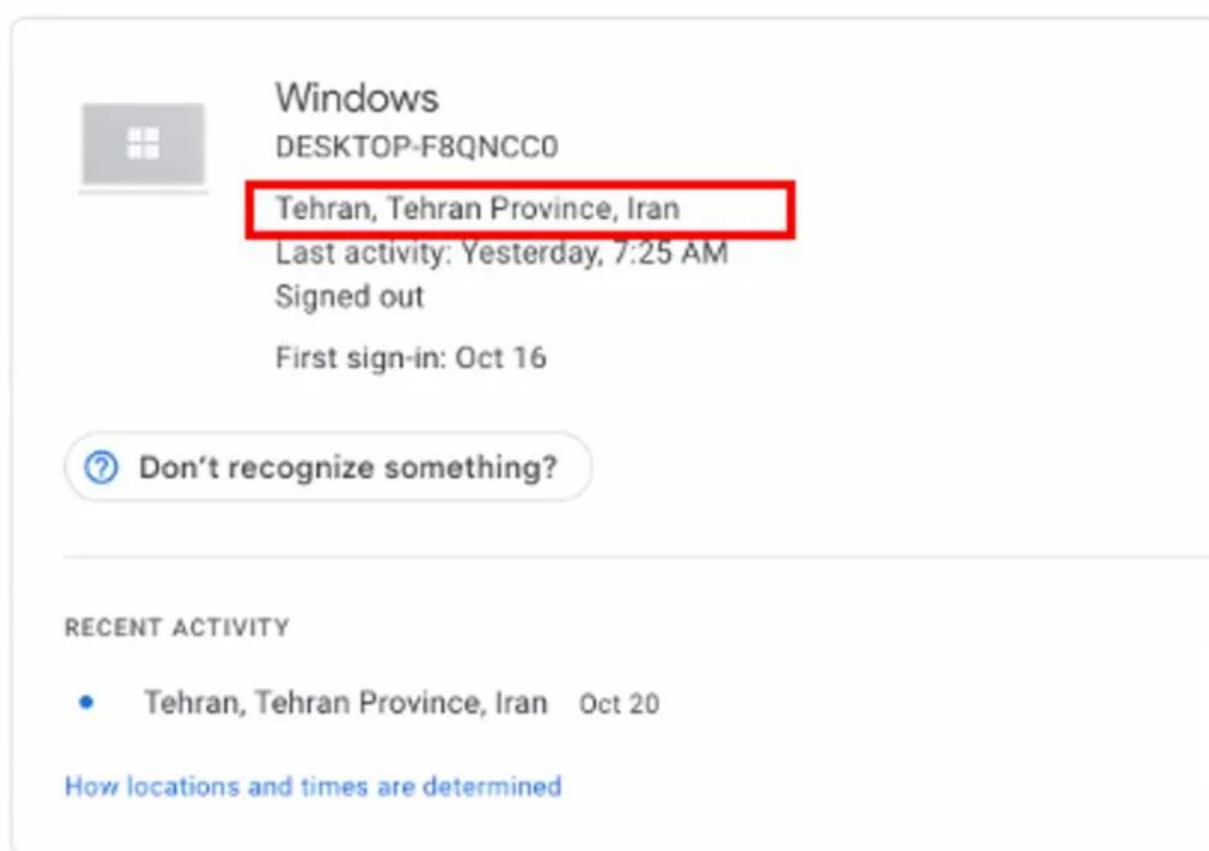 Windows
DESKTOP-F8QNCC0
Tehran, Tehran Province, Iran
Last activity: Yesterday, 7:25 AM
Signed out
First sign-in: Oct 16
Don't recognize something?
RECENT ACTIVITY
Tehran, Tehran Province, Iran Oct 20
How locations and times are determined